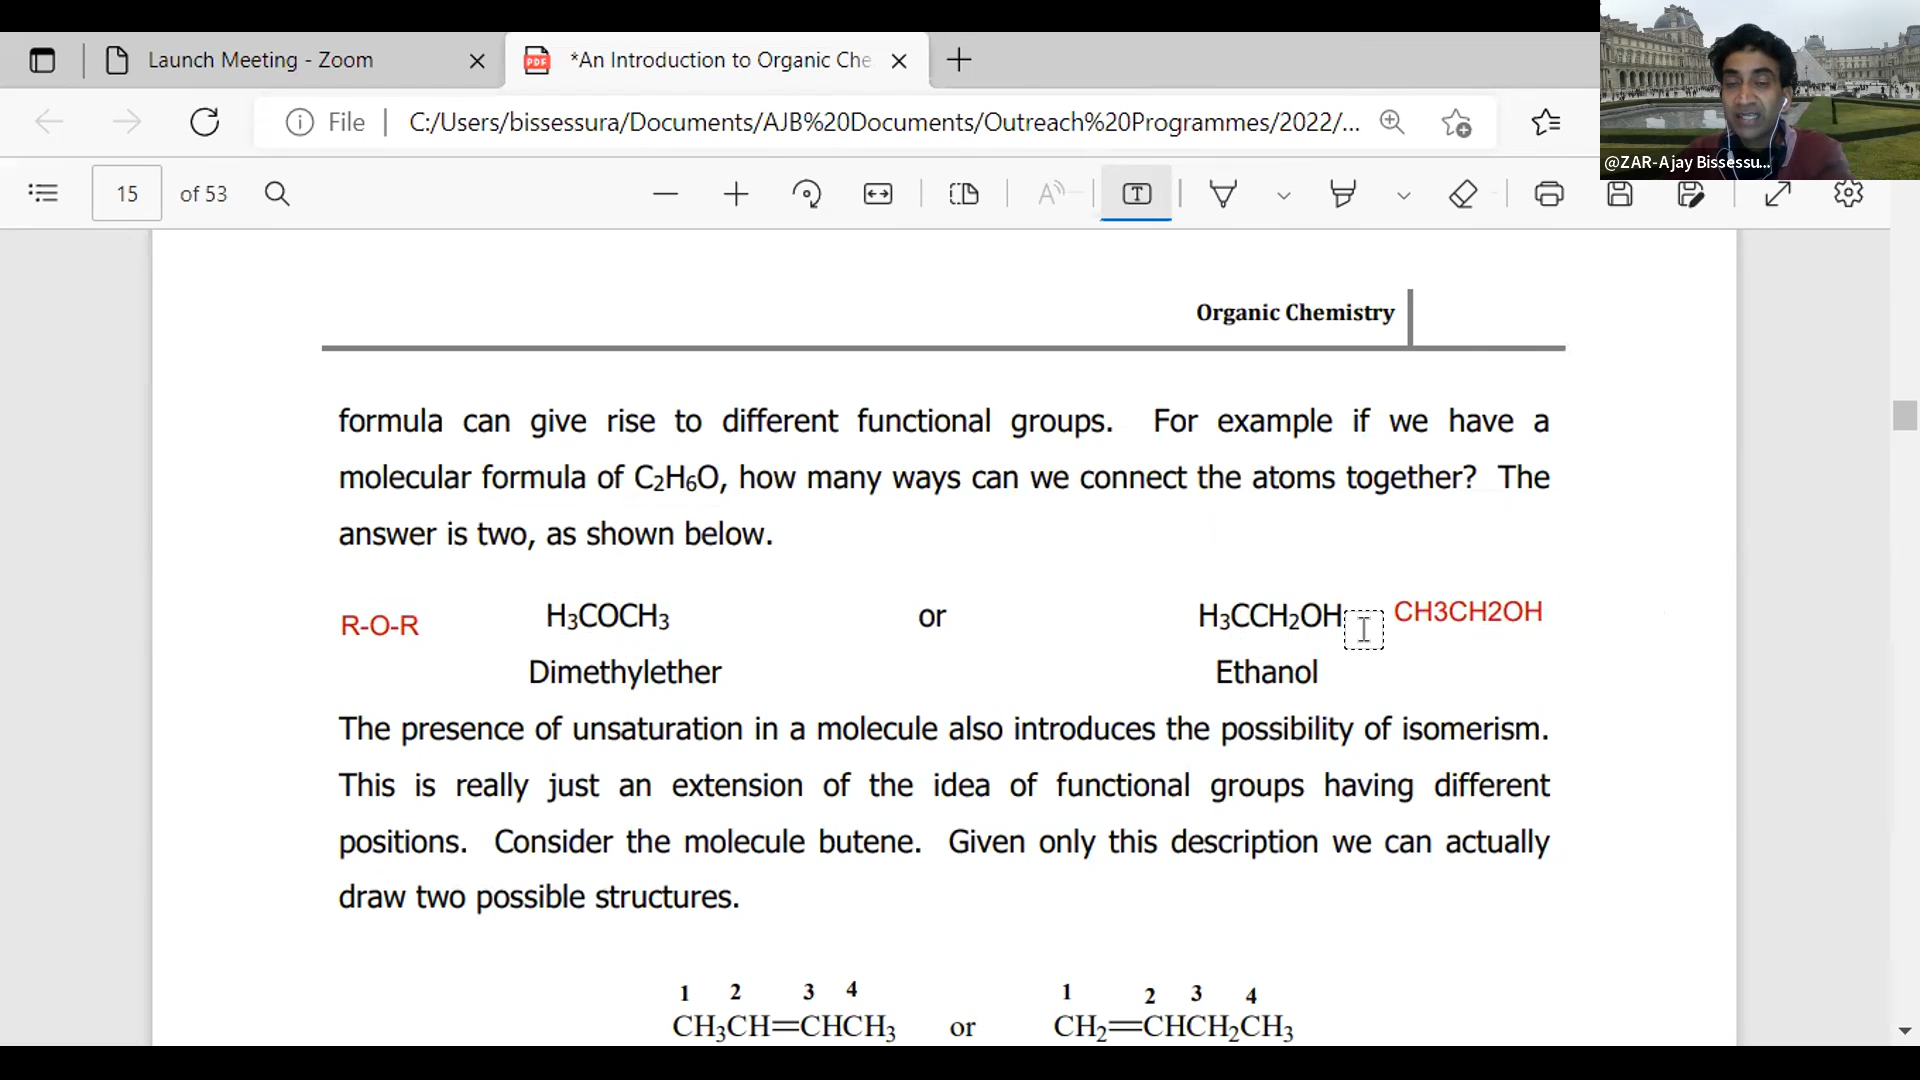 Launch Meeting - Zoom
*An Introduction to Organic Che
File
C:/Users/bissessura/Documents/AJB%20Documents/Outreach%20Programmes/2022/...
@ZAR-Ajay Bissessu...
15 of 53
Organic Chemistry
formula can give rise to different functional groups. For example if we have a
molecular formula of C₂H₆O, how many ways can we connect the atoms together? The
answer is two, as shown below.
R-O-R H₃COCH₃ or H₃CCH₂OH CH3CH2OH
Dimethylether Ethanol
The presence of unsaturation in a molecule also introduces the possibility of isomerism.
This is really just an extension of the idea of functional groups having different
positions. Consider the molecule butene. Given only this description we can actually
draw two possible structures.
1 2 3 4 1 2 3 4
CH₃CH=CHCH₃ or CH₂=CHCH₂CH₃